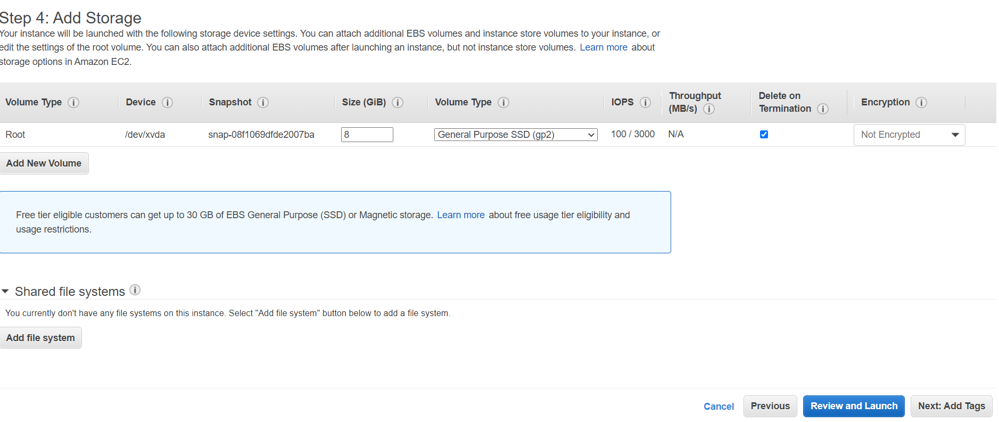 Step 4: Add Storage
Your instance will be launched with the following storage device settings. You can attach additional EBS volumes and instance store volumes to your instance, or
edit the settings of the root volume. You can also attach additional EBS volumes after launching an instance, but not instance store volumes. Learn more about
storage options in Amazon EC2.
Volume Type Device Snapshot Size (GiB) Volume Type IOPS Throughput (MB/s) Delete on Termination Encryption
Root /dev/xvda snap-08f1069dfde2007ba 8 General Purpose SSD (gp2) 100 / 3000 N/A Not Encrypted
Add New Volume
Free tier eligible customers can get up to 30 GB of EBS General Purpose (SSD) or Magnetic storage. Learn more about free usage tier eligibility and
usage restrictions.
Shared file systems
You currently don't have any file systems on this instance. Select "Add file system" button below to add a file system.
Add file system
Cancel Previous Review and Launch Next: Add Tags